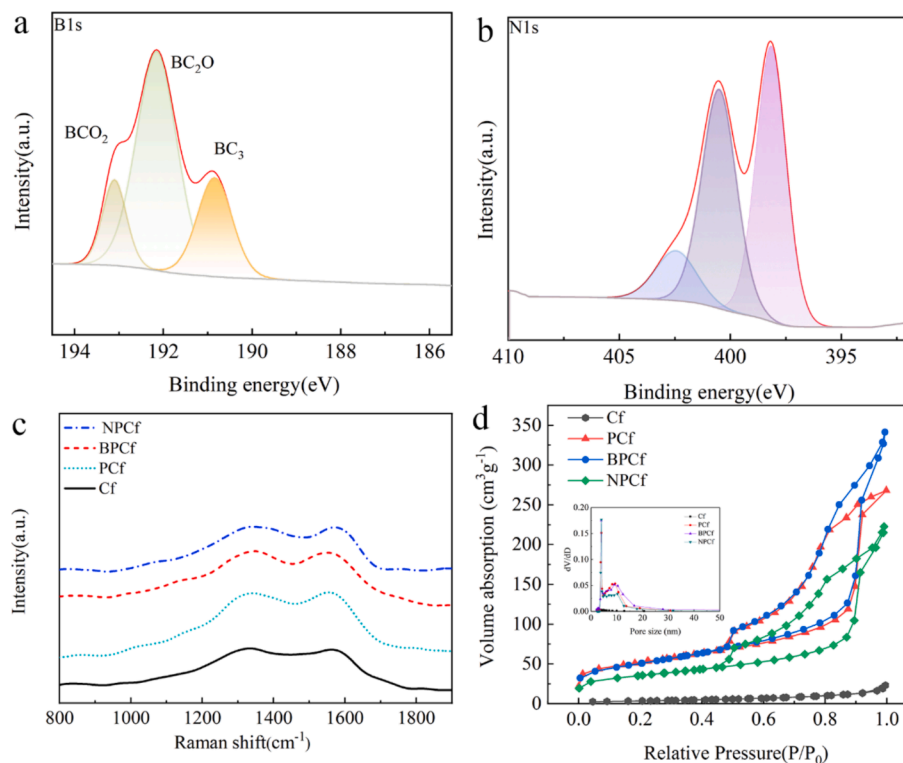 a
B1s
BC₂O
BCO₂
BC₃
Intensity(a.u.)
194 192 190 188 186
Binding energy(eV)
b
N1s
Intensity(a.u.)
410 405 400 395
Binding energy(eV)
c
NPCf
BPCf
PCf
Cf
Intensity(a.u.)
800 1000 1200 1400 1600 1800
Raman shift(cm⁻¹)
d
Cf
PCf
BPCf
NPCf
Volume absorption (cm³g⁻¹)
350
300
250
200
150
100
50
0
0.0 0.2 0.4 0.6 0.8 1.0
Relative Pressure(P/P₀)
dV/dD
0.20
0.15
0.10
0.05
0.00
Cf
PCf
BPCf
NPCf
0 10 20 30 40 50
Pore size (nm)